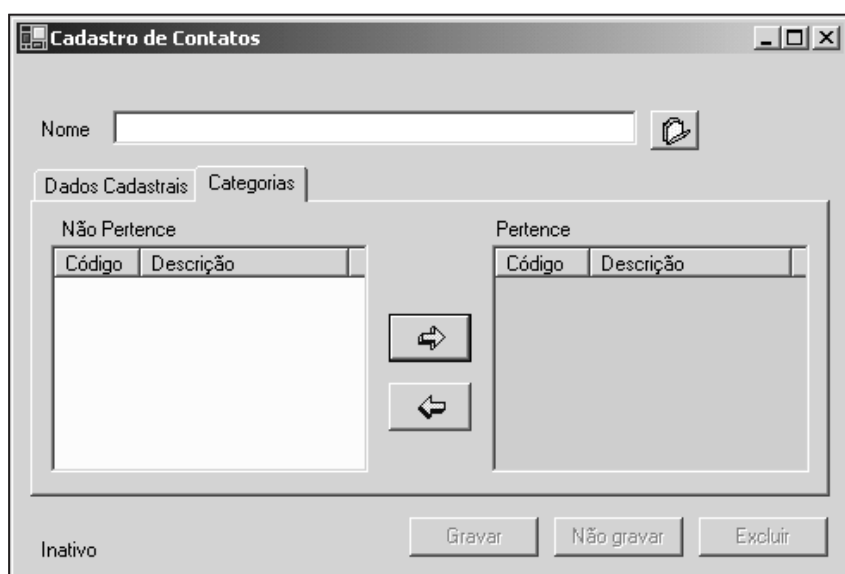 Cadastro de Contatos
Nome
Dados Cadastrais Categorias
Não Pertence Pertence
Código Descrição Código Descrição
Gravar Não gravar Excluir
Inativo